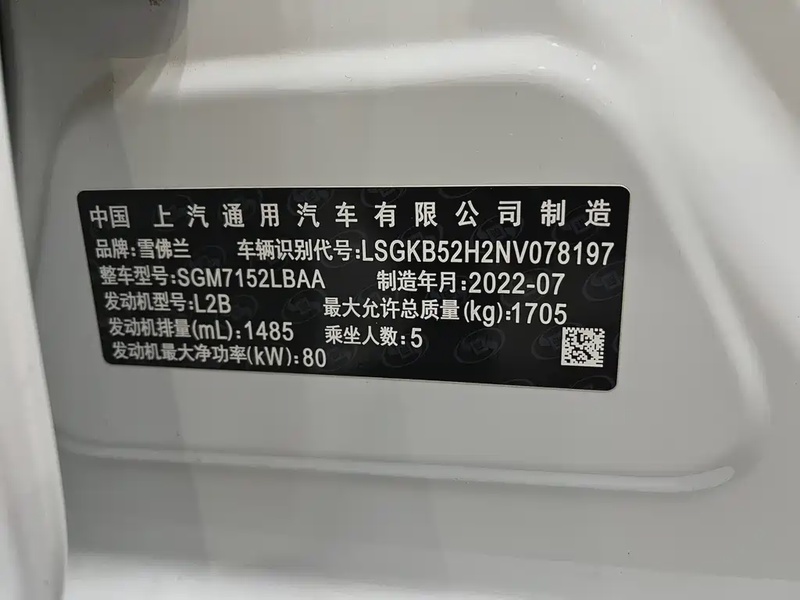 中国 上汽通用汽车有限公司制造
品牌:雪佛兰 车辆识别代号:LSGKB52H2NV078197
整车型号:SGM7152LBAA 制造年月:2022-07
发动机型号:L2B 最大允许总质量(kg):1705
发动机排量(mL):1485 乘坐人数:5
发动机最大净功率(kW):80